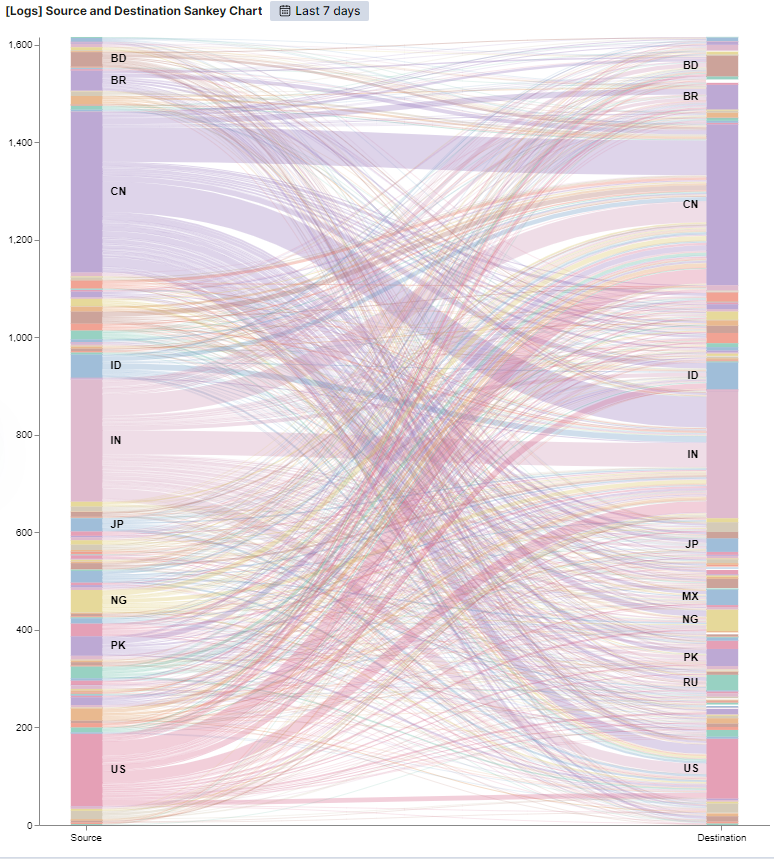 [Logs] Source and Destination Sankey Chart Last 7 days
1,600
1,400
1,200
1,000
800
600
400
200
0
BD
BR
CN
ID
IN
JP
NG
PK
US
BD
BR
CN
ID
IN
JP
MX
NG
PK
RU
US
Source Destination